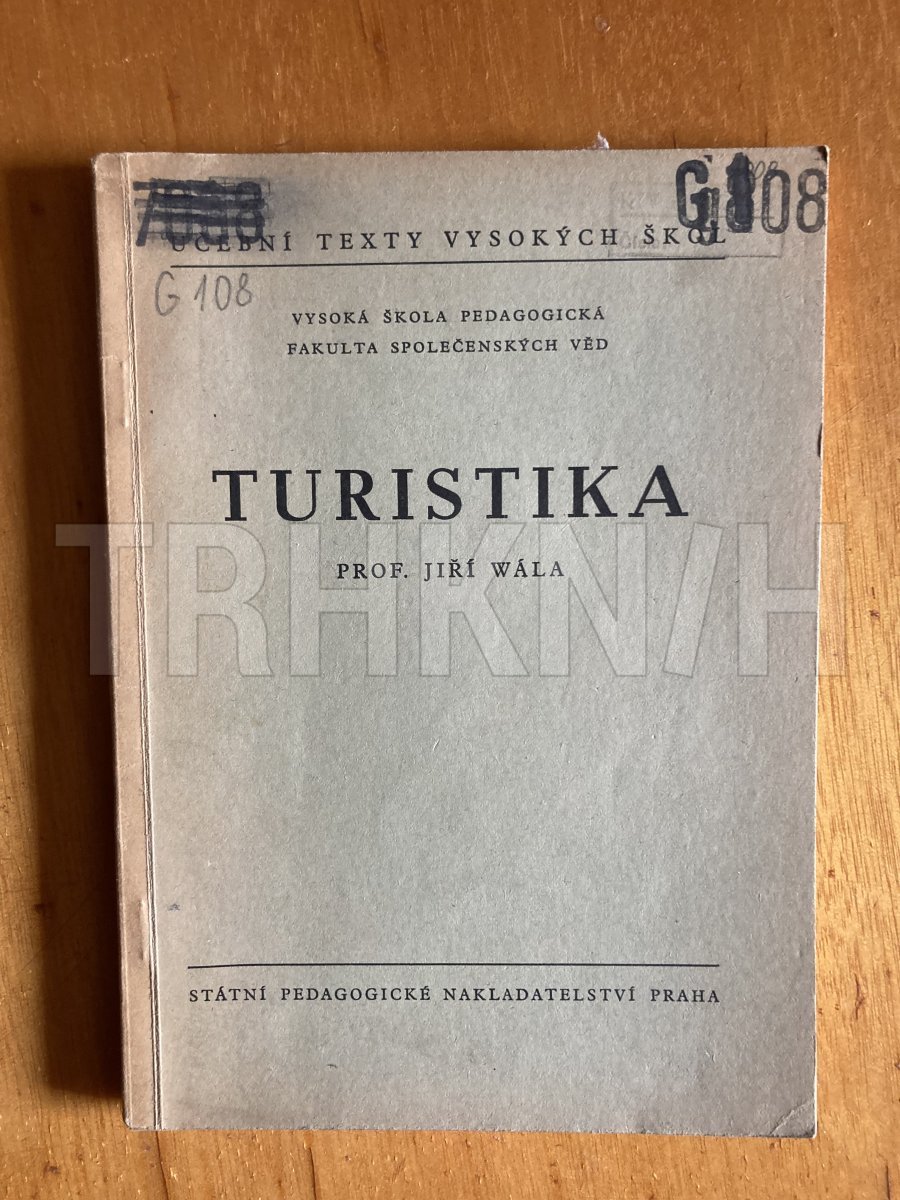 G 108
UČEBNÍ TEXTY VYSOKÝCH ŠKOL
G 108
VYSOKÁ ŠKOLA PEDAGOGICKÁ
FAKULTA SPOLEČENSKÝCH VĚD
TURISTIKA
PROF. JIŘÍ WÁLA
TRHKNIH
STÁTNÍ PEDAGOGICKÉ NAKLADATELSTVÍ PRAHA